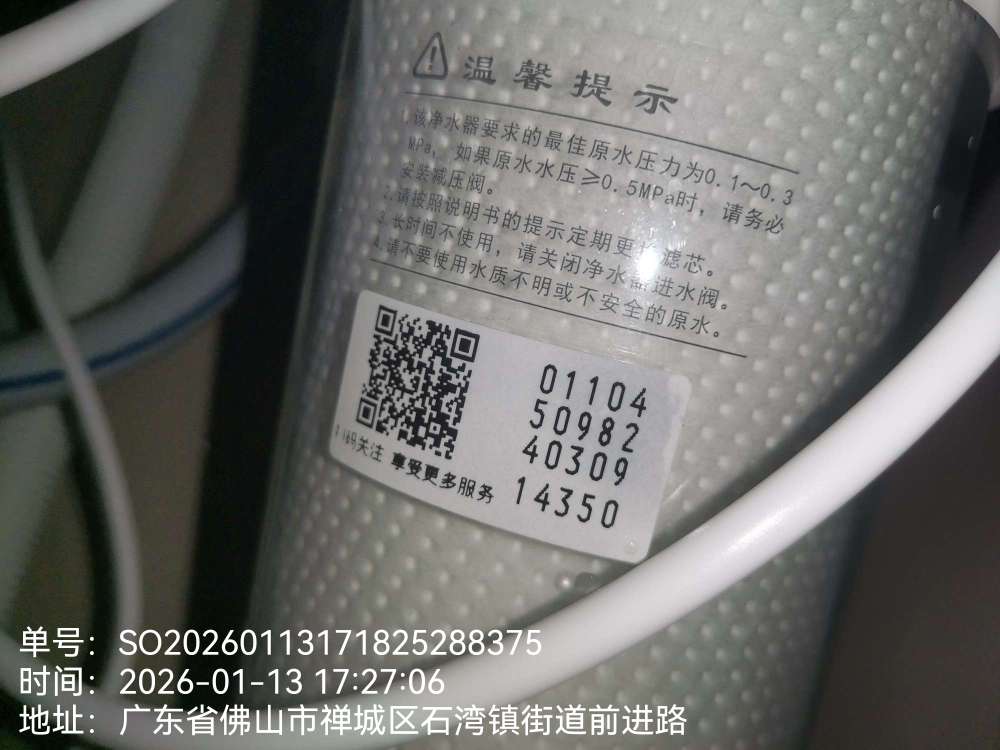 温馨提示
1.该净水器要求的最佳原水压力为0.1～0.3
MPa，如果原水水压≥0.5MPa时，请务必
安装减压阀。
2.请按照说明书的提示定期更换滤芯。
3.长时间不使用，请关闭净水器进水阀。
4.请不要使用水质不明或不安全的原水。
01104
50982
40309
14350
码关注 享受更多服务
单号：SO20260113171825288375
时间：2026-01-13 17:27:06
地址：广东省佛山市禅城区石湾镇街道前进路